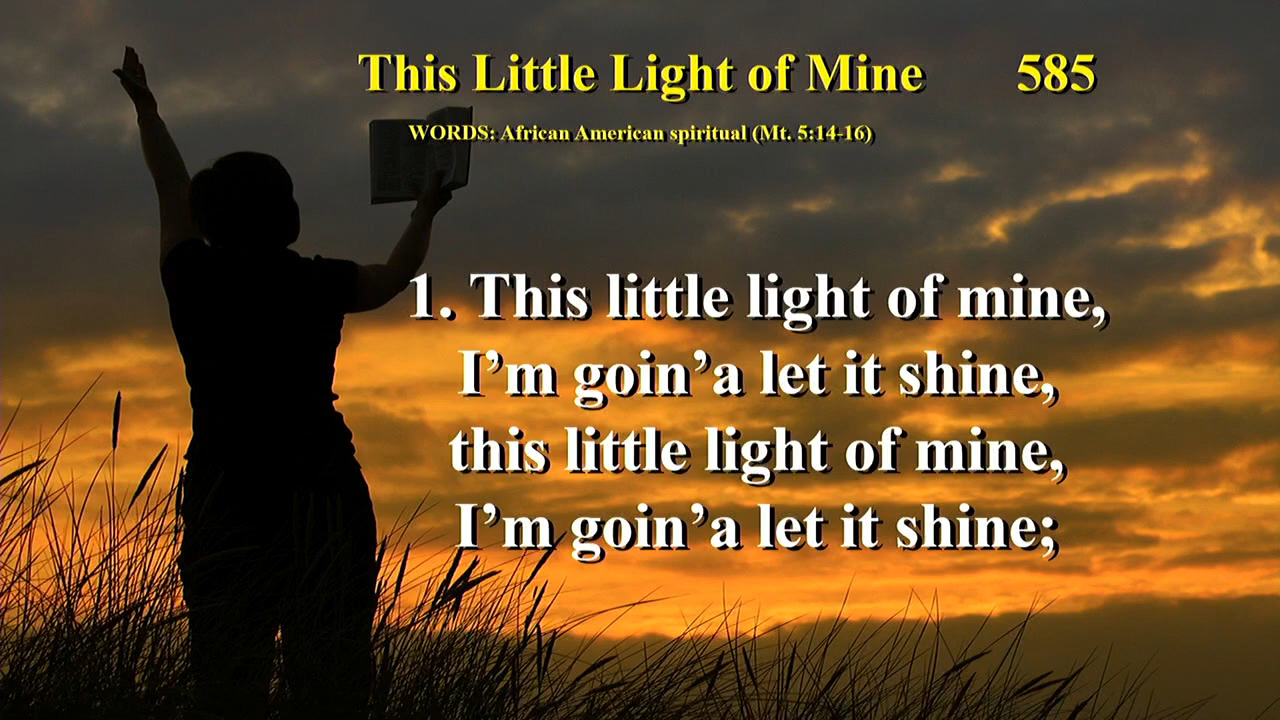 This Little Light of Mine 585
WORDS: African American spiritual (Mt. 5:14-16)
1. This little light of mine,
I’m goin’a let it shine,
this little light of mine,
I’m goin’a let it shine;